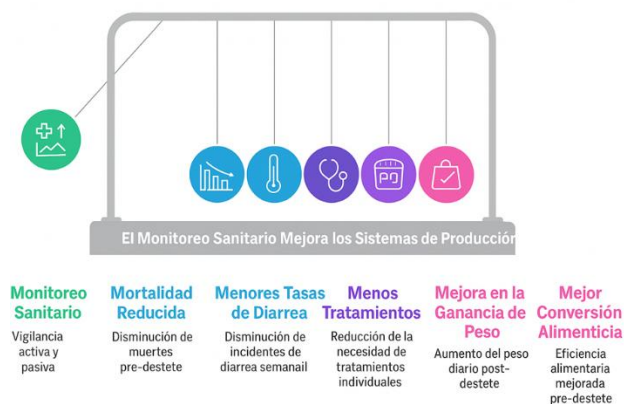 El Monitoreo Sanitario Mejora los Sistemas de Producción
Monitoreo
Sanitario
Vigilancia
activa y
pasiva
Mortalidad
Reducida
Disminución de
muertes
pre-destete
Menores Tasas
de Diarrea
Disminución de
incidentes de
diarrea semanail
Menos
Tratamientos
Reducción de la
necesidad de
tratamientos
individuales
Mejora en la
Ganancia de
Peso
Aumento del peso
diario post-
destete
Mejor
Conversión
Alimenticia
Eficiencia
alimentaria
mejorada
pre-destete